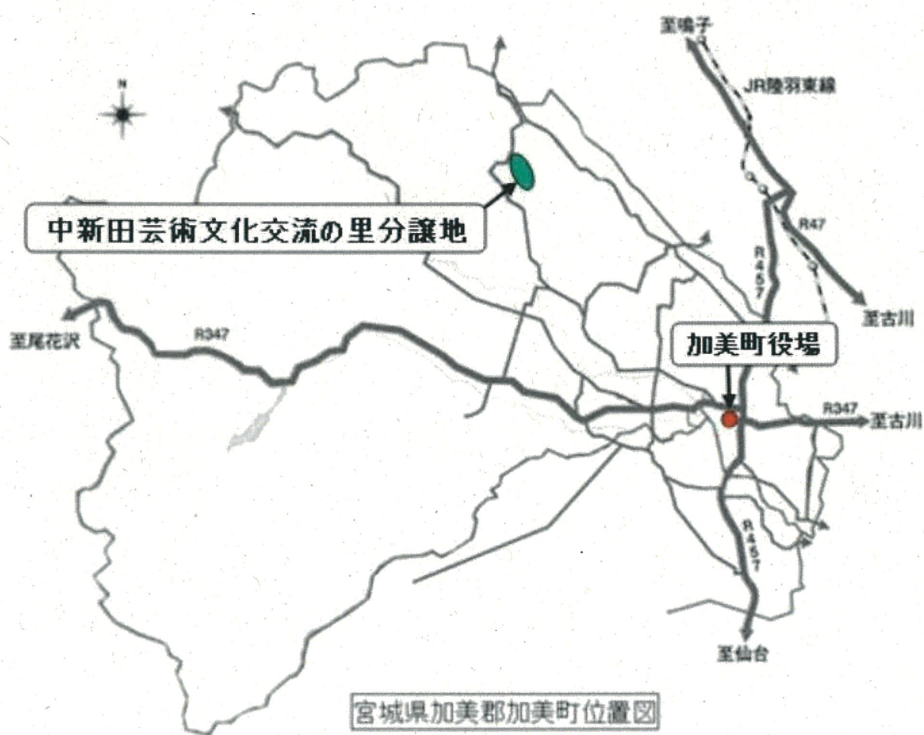 至鳴子
JR陸羽東線
N
中新田芸術文化交流の里分譲地
R47
R457
至古川
至尾花沢
R347
加美町役場
R347
至古川
R457
至仙台
宮城県加美郡加美町位置図